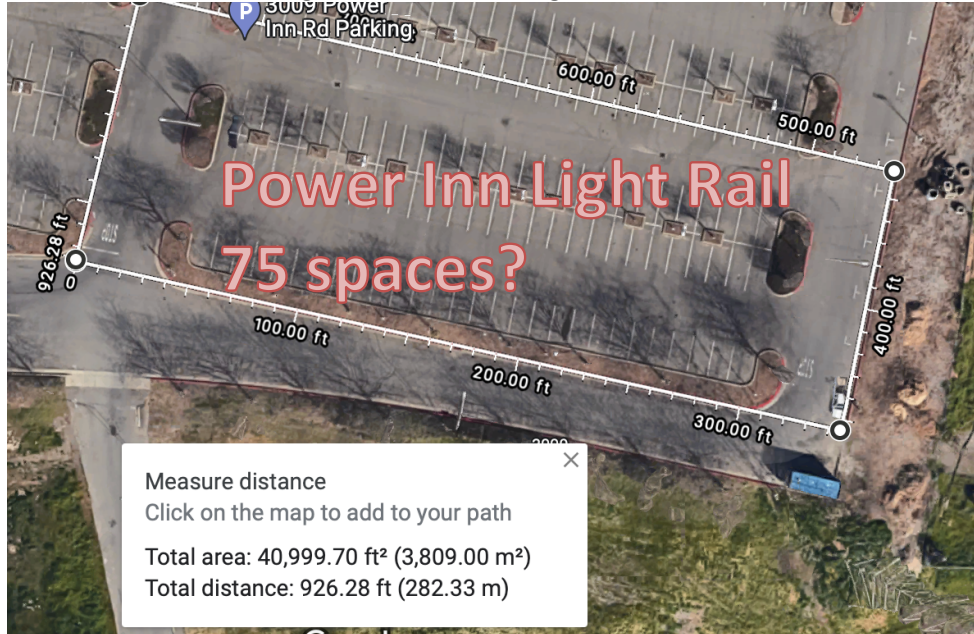 3009 Power
Inn Rd Parking
P
600.00 ft
500.00 ft
Power Inn Light Rail
75 spaces?
STOP
926.28 ft
0
100.00 ft
200.00 ft
300.00 ft
400.00 ft
Measure distance
Click on the map to add to your path
Total area: 40,999.70 ft² (3,809.00 m²)
Total distance: 926.28 ft (282.33 m)